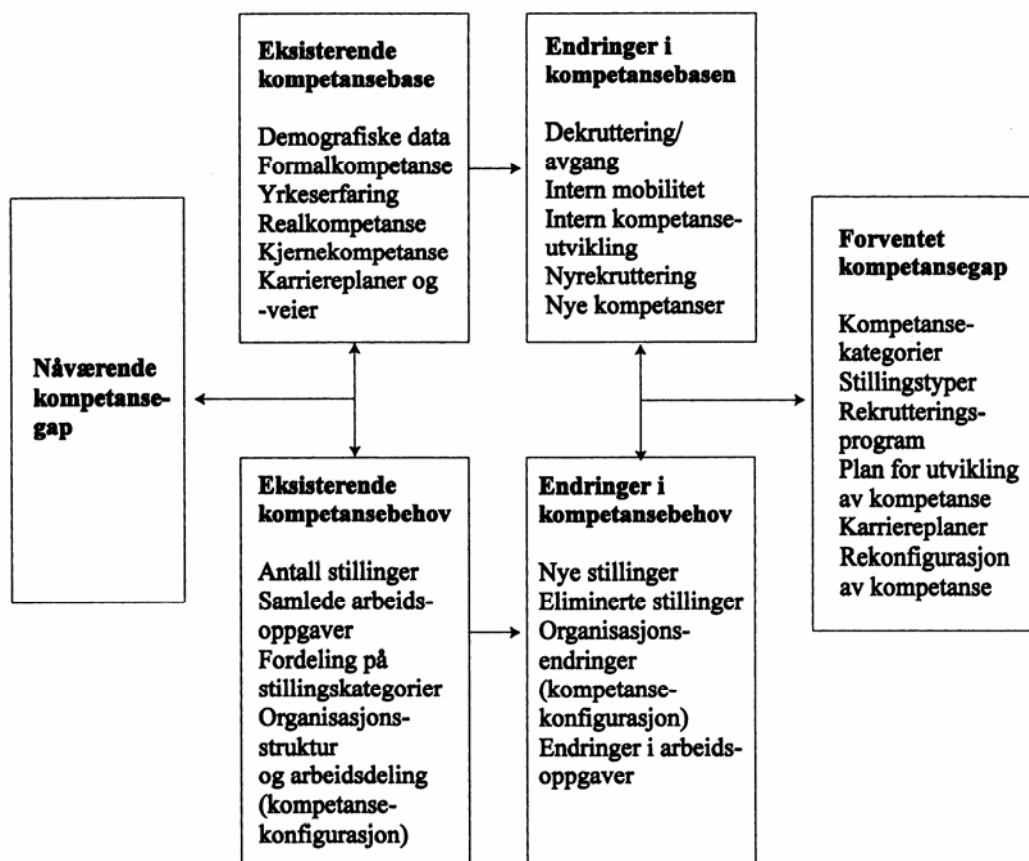 Eksisterende
kompetansebase
Demografiske data
Formalkompetanse
Yrkeserfaring
Realkompetanse
Kjernekompetanse
Karriereplaner og
-veier
Endringer i
kompetansebasen
Dekruttering/
avgang
Intern mobilitet
Intern kompetanse-
utvikling
Nyrekruttering
Nye kompetanser
Nåværende
kompetanse-
gap
Forventet
kompetansegap
Kompetanse-
kategorier
Stillingstyper
Rekrutterings-
program
Plan for utvikling
av kompetanse
Karriereplaner
Rekonfigurasjon
av kompetanse
Eksisterende
kompetansebehov
Antall stillinger
Samlede arbeids-
oppgaver
Fordeling på
stillingskategorier
Organisasjons-
struktur
og arbeidsdeling
(kompetanse-
konfigurasjon)
Endringer i
kompetansebehov
Nye stillinger
Eliminerte stillinger
Organisasjons-
endringer
(kompetanse-
konfigurasjon)
Endringer i arbeids-
oppgaver